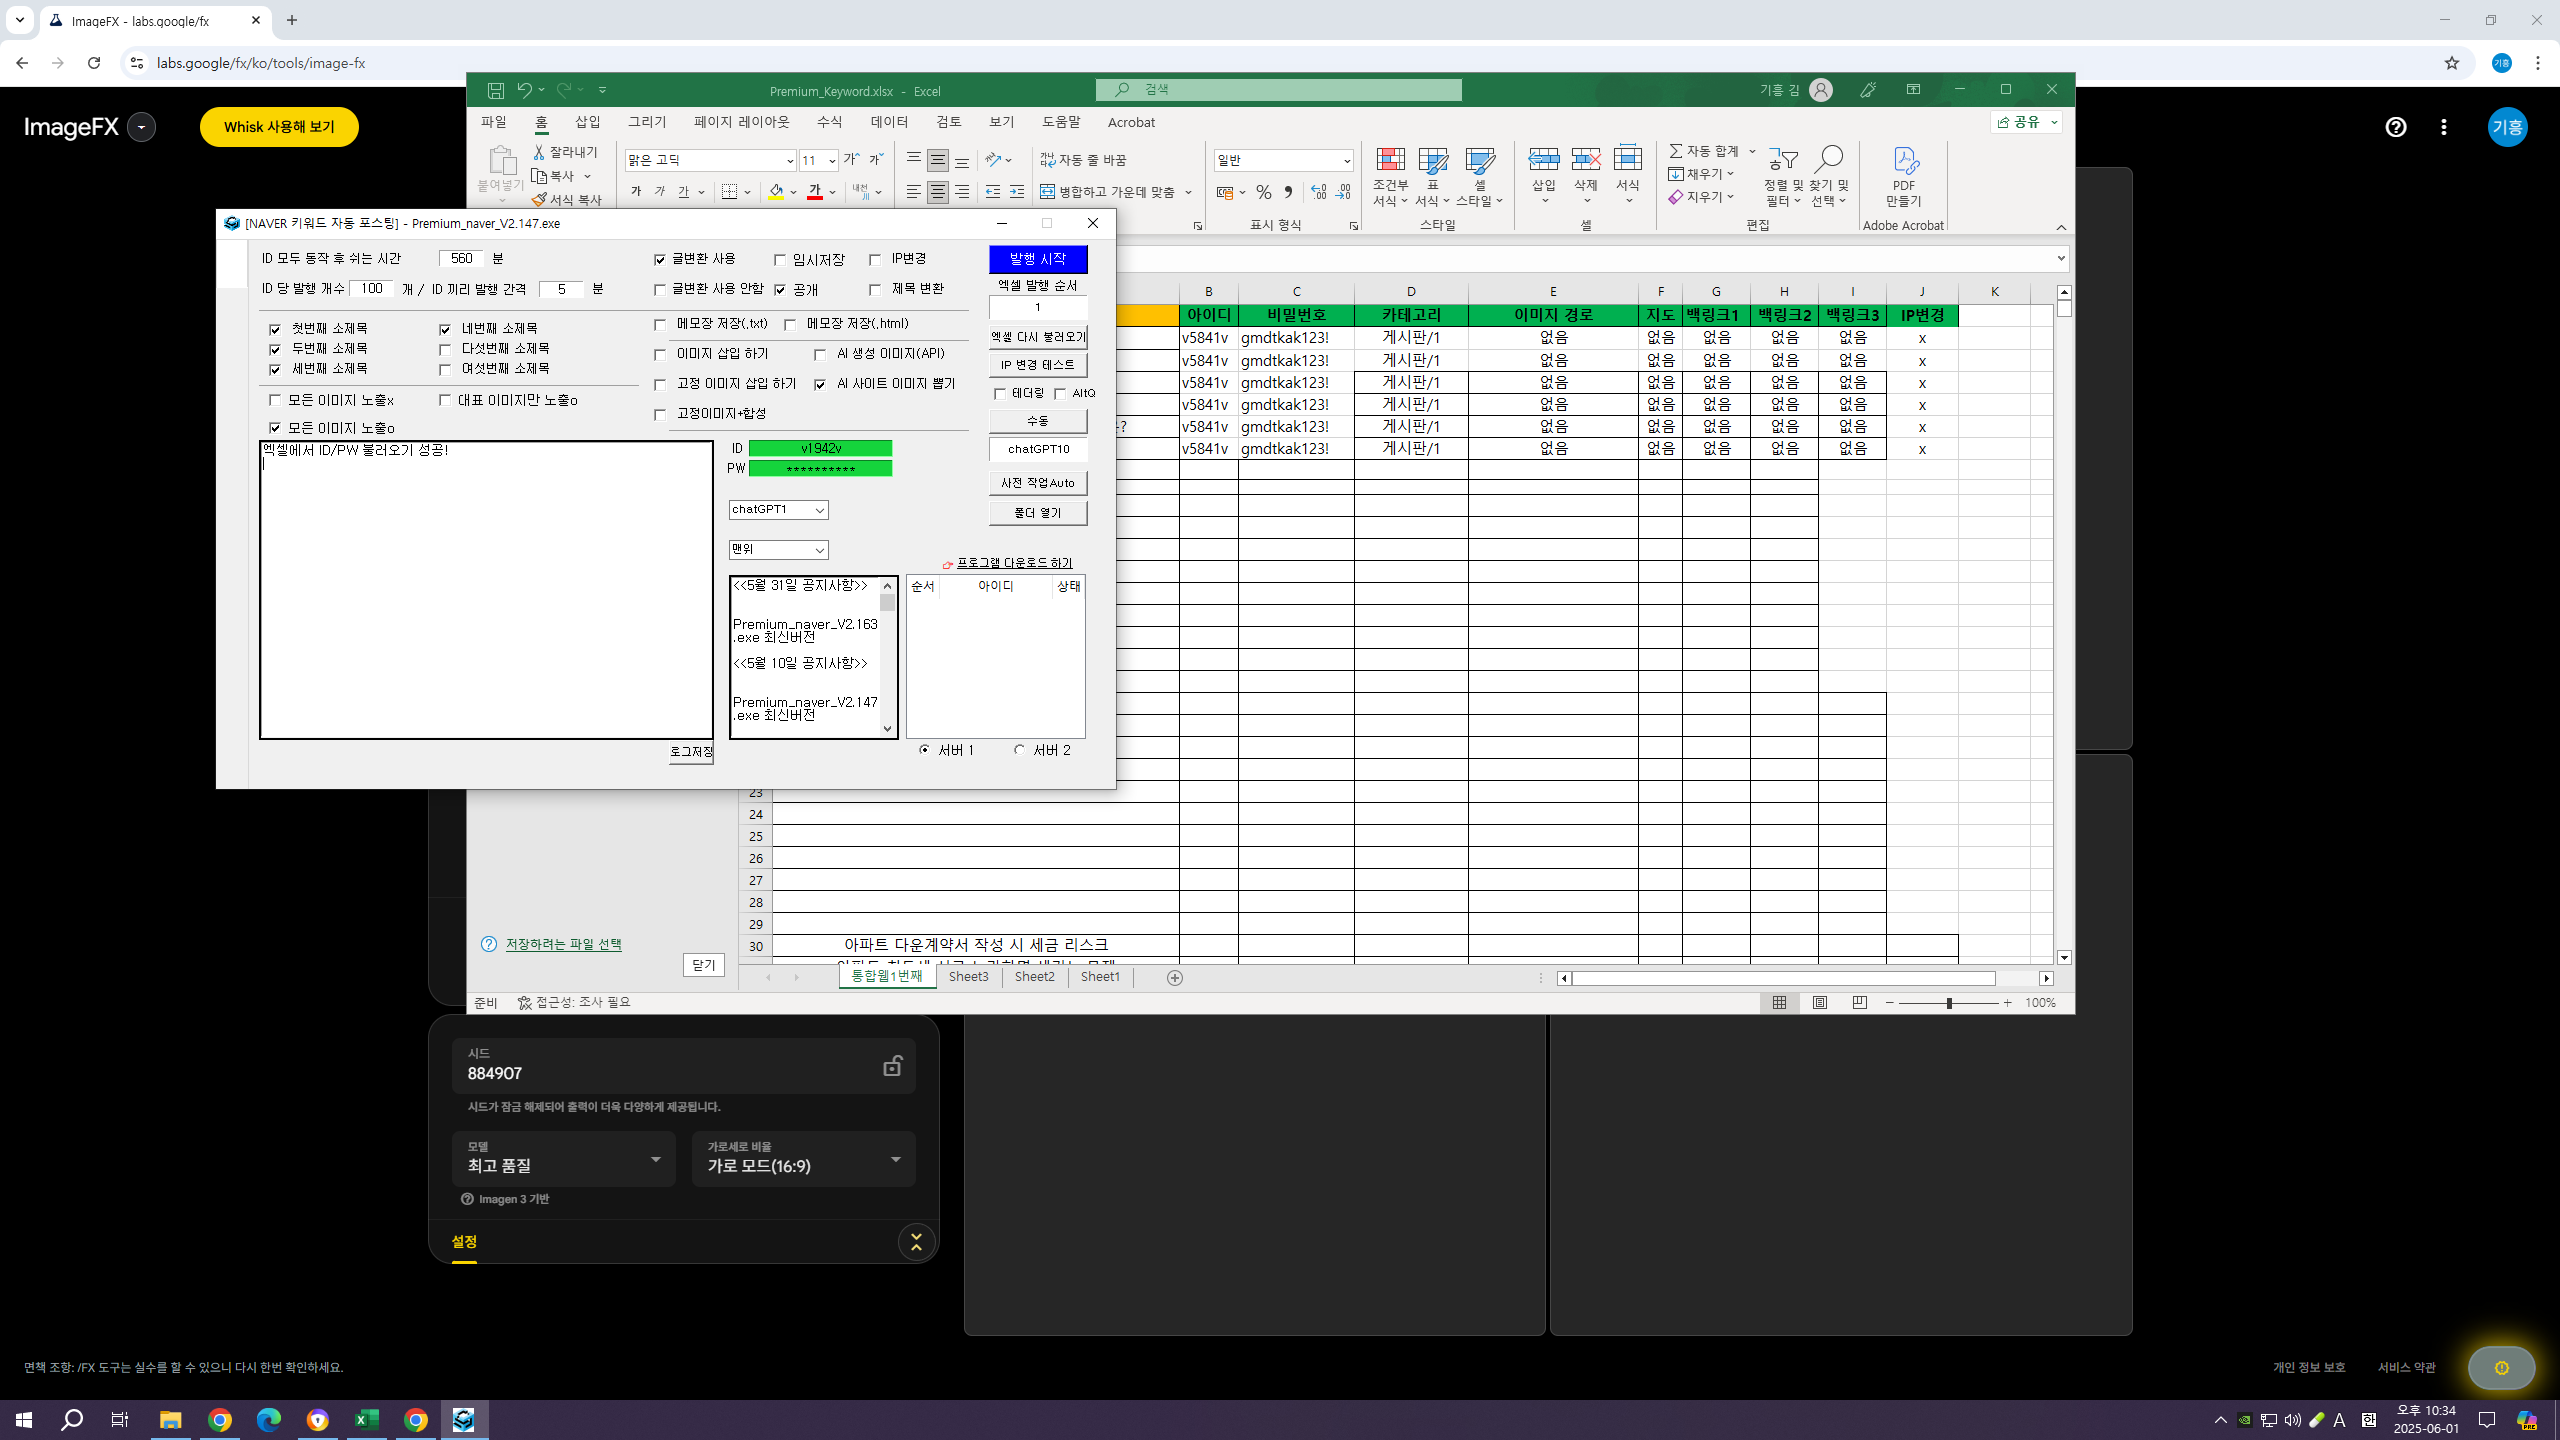 ImageFX - labs.google/fx
labs.google/fx/ko/tools/image-fx
ImageFX
Whisk 사용해 보기
기흥
Premium_Keyword.xlsx - Excel
검색
기흥 김
파일 홈 삽입 그리기 페이지 레이아웃 수식 데이터 검토 보기 도움말 Acrobat
공유
붙여넣기
잘라내기
복사
서식 복사
맑은 고딕 11
가 가
가 가 가
가
자동 줄 바꿈
병합하고 가운데 맞춤
일반
표시 형식
조건부 서식
표 서식
셀 스타일
스타일
삽입 삭제 서식
셀
자동 합계
채우기
지우기
정렬 및 필터
찾기 및 선택
편집
PDF 만들기
Adobe Acrobat
[NAVER 키워드 자동 포스팅] - Premium_naver_V2.147.exe
ID 모두 동작 후 쉬는 시간 560 분
ID 당 발행 개수 100 개 / ID 끼리 발행 간격 5 분
글변환 사용 임시저장 IP변경
글변환 사용 안함 공개 제목 변환
첫번째 소제목 네번째 소제목
두번째 소제목 다섯번째 소제목
세번째 소제목 여섯번째 소제목
모든 이미지 노출x 대표 이미지만 노출o
모든 이미지 노출o
메모장 저장(.txt) 메모장 저장(.html)
이미지 삽입 하기 AI 생성 이미지(API)
고정 이미지 삽입 하기 AI 사이트 이미지 뽑기
고정이미지+합성
발행 시작
엑셀 발행 순서
1
엑셀 다시 불러오기
IP 변경 테스트
테더링 AltQ
수동
chatGPT10
사전 작업Auto
폴더 열기
엑셀에서 ID/PW 불러오기 성공!
ID v1942v
PW **********
chatGPT1
맨위
프로그램 다운로드 하기
<<5월 31일 공지사항>>
Premium_naver_V2.163
.exe 최신버전
<<5월 10일 공지사항>>
Premium_naver_V2.147
.exe 최신버전
순서 아이디 상태
로그저장
서버 1 서버 2
B C D E F G H I J K
아이디 비밀번호 카테고리 이미지 경로 지도 백링크1 백링크2 백링크3 IP변경
v5841v gmdtkak123! 게시판/1 없음 없음 없음 없음 없음 x
v5841v gmdtkak123! 게시판/1 없음 없음 없음 없음 없음 x
v5841v gmdtkak123! 게시판/1 없음 없음 없음 없음 없음 x
v5841v gmdtkak123! 게시판/1 없음 없음 없음 없음 없음 x
? v5841v gmdtkak123! 게시판/1 없음 없음 없음 없음 없음 x
v5841v gmdtkak123! 게시판/1 없음 없음 없음 없음 없음 x
23
24
25
26
27
28
29
30 아파트 다운계약서 작성 시 세금 리스크
저장하려는 파일 선택
닫기
통합웹1번째 Sheet3 Sheet2 Sheet1
준비 접근성: 조사 필요
100%
시드
884907
시드가 잠금 해제되어 출력이 더욱 다양하게 제공됩니다.
모델
최고 품질
가로세로 비율
가로 모드(16:9)
Imagen 3 기반
설정
면책 조항: /FX 도구는 실수를 할 수 있으니 다시 한번 확인하세요.
개인 정보 보호 서비스 약관
A 한
오후 10:34
2025-06-01